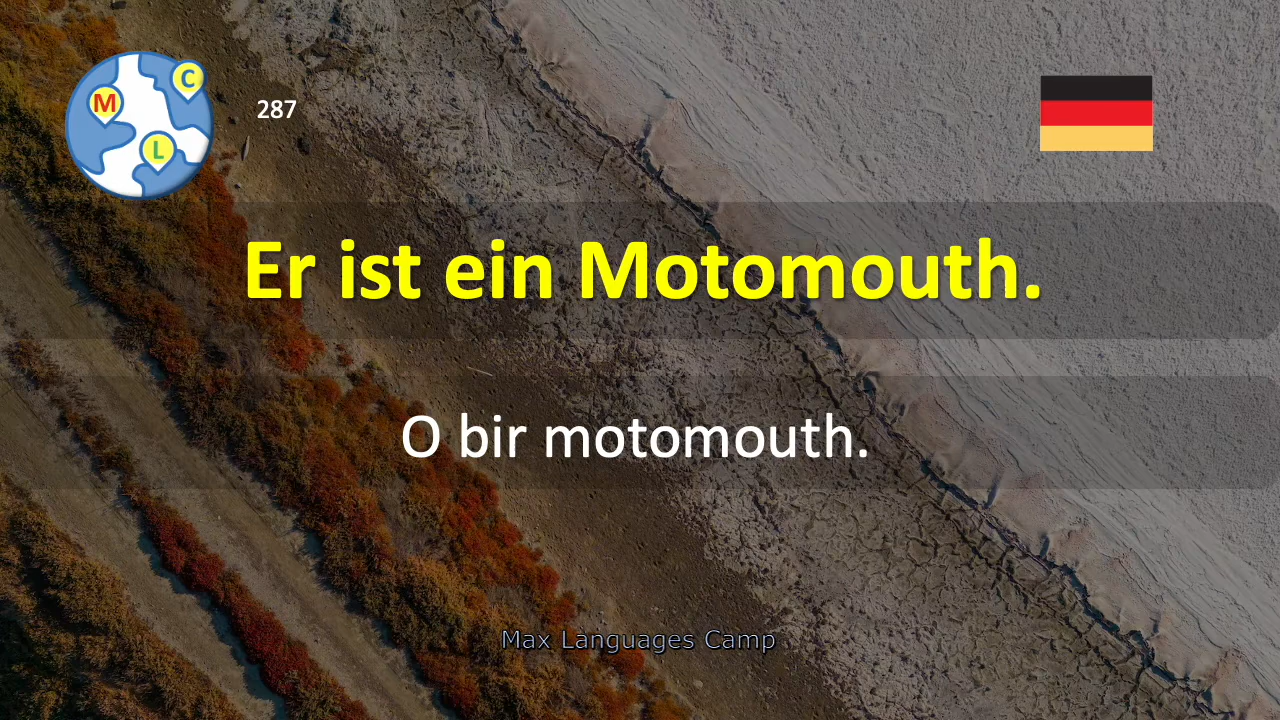 M
C
L
287
Er ist ein Motomouth.
O bir motomouth.
Max Languages Camp